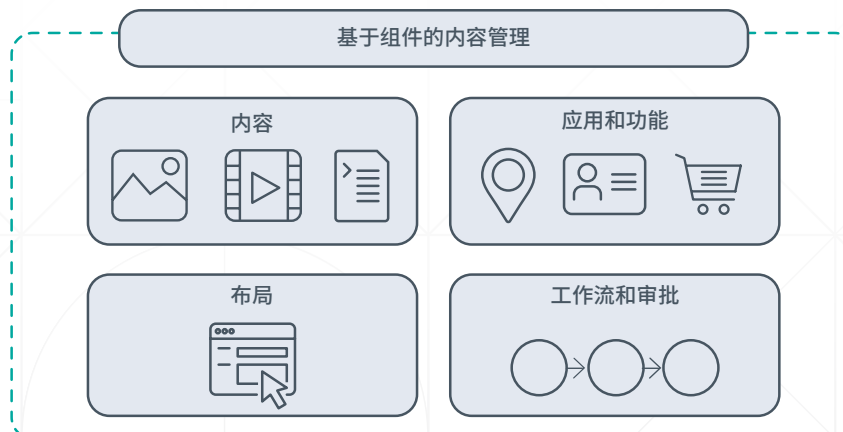 基于组件的内容管理
内容
应用和功能
布局
工作流和审批